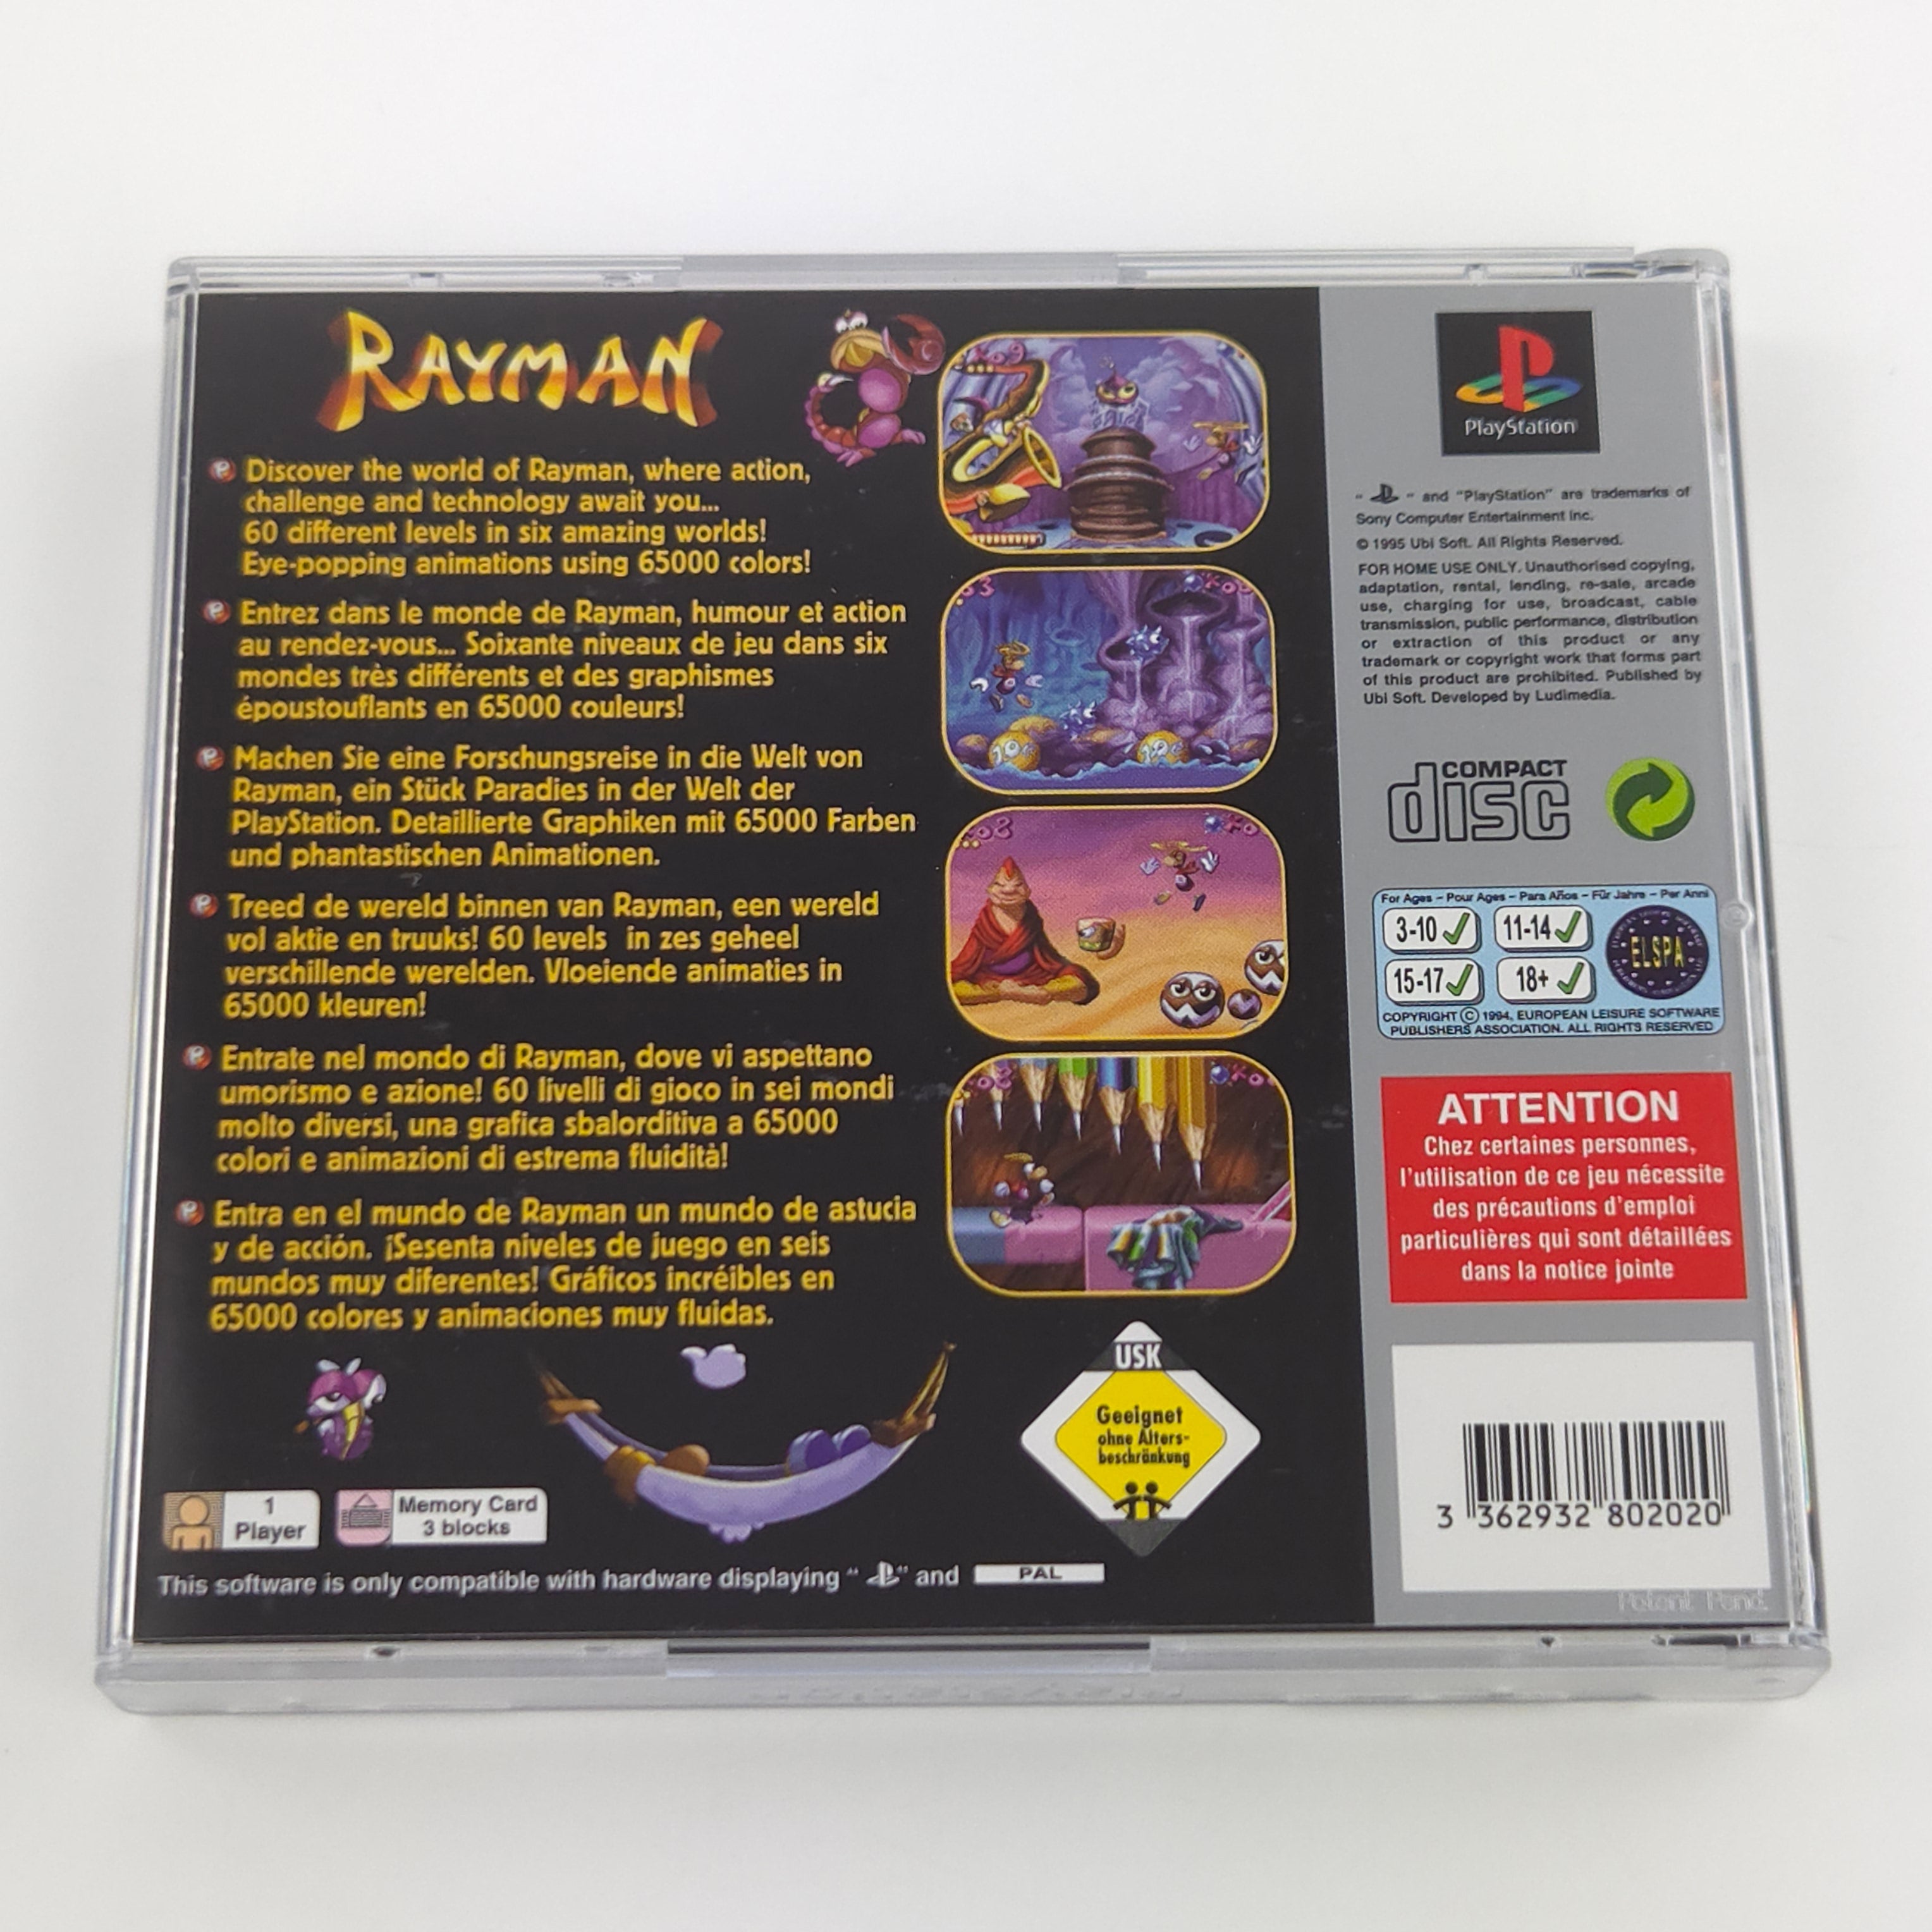 RAYMAN
Discover the world of Rayman, where action,
challenge and technology await you...
60 different levels in six amazing worlds!
Eye-popping animations using 65000 colors!
Entrez dans le monde de Rayman, humour et action
au rendez-vous... Soixante niveaux de jeu dans six
mondes très différents et des graphismes
époustouflants en 65000 couleurs!
Machen Sie eine Forschungsreise in die Welt von
Rayman, ein Stück Paradies in der Welt der
PlayStation. Detaillierte Graphiken mit 65000 Farben
und phantastischen Animationen.
Treed de wereld binnen van Rayman, een wereld
vol aktie en truuks! 60 levels in zes geheel
verschillende werelden. Vloeiende animaties in
65000 kleuren!
Entrate nel mondo di Rayman, dove vi aspettano
umorismo e azione! 60 livelli di gioco in sei mondi
molto diversi, una grafica sbalorditiva a 65000
colori e animazioni di estrema fluidità!
Entra en el mundo de Rayman un mundo de astucia
y de acción. ¡Sesenta niveles de juego en seis
mundos muy diferentes! Gráficos incréibles en
65000 colores y animaciones muy fluidas.
1
Player
Memory Card
3 blocks
USK
Geeignet
ohne Alters-
beschränkung
This software is only compatible with hardware displaying " " and PAL
PlayStation
" " and "PlayStation" are trademarks of
Sony Computer Entertainment Inc.
© 1995 Ubi Soft. All Rights Reserved.
FOR HOME USE ONLY. Unauthorised copying,
adaptation, rental, lending, re-sale, arcade
use, charging for use, broadcast, cable
transmission, public performance, distribution
or extraction of this product or any
trademark or copyright work that forms part
of this product are prohibited. Published by
Ubi Soft. Developed by Ludimedia.
COMPACT
disc
For Ages – Pour Ages – Para Años – Für Jahre – Per Anni
3-10 11-14
15-17 18+
ELSPA
COPYRIGHT © 1994, EUROPEAN LEISURE SOFTWARE
PUBLISHERS ASSOCIATION. ALL RIGHTS RESERVED
ATTENTION
Chez certaines personnes,
l'utilisation de ce jeu nécessite
des précautions d'emploi
particulières qui sont détaillées
dans la notice jointe
3 362932 802020
Patent Pend.